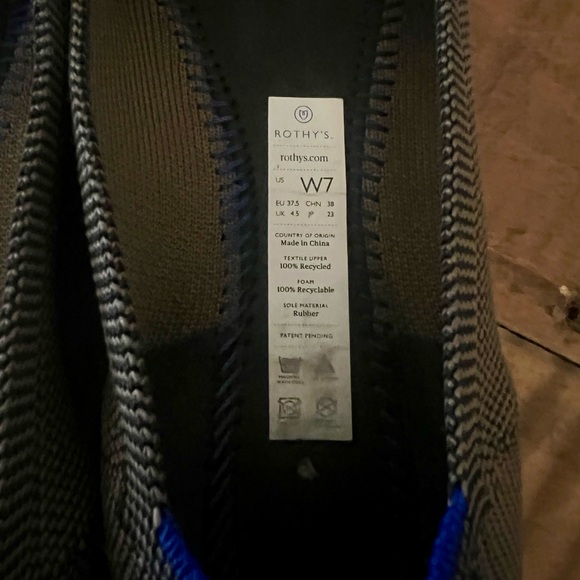 ROTHY'S
rothys.com
US W7
EU 37.5 CHN 38
UK 4.5 JP 23
COUNTRY OF ORIGIN
Made in China
TEXTILE UPPER
100% Recycled
FOAM
100% Recyclable
SOLE MATERIAL
Rubber
PATENT PENDING